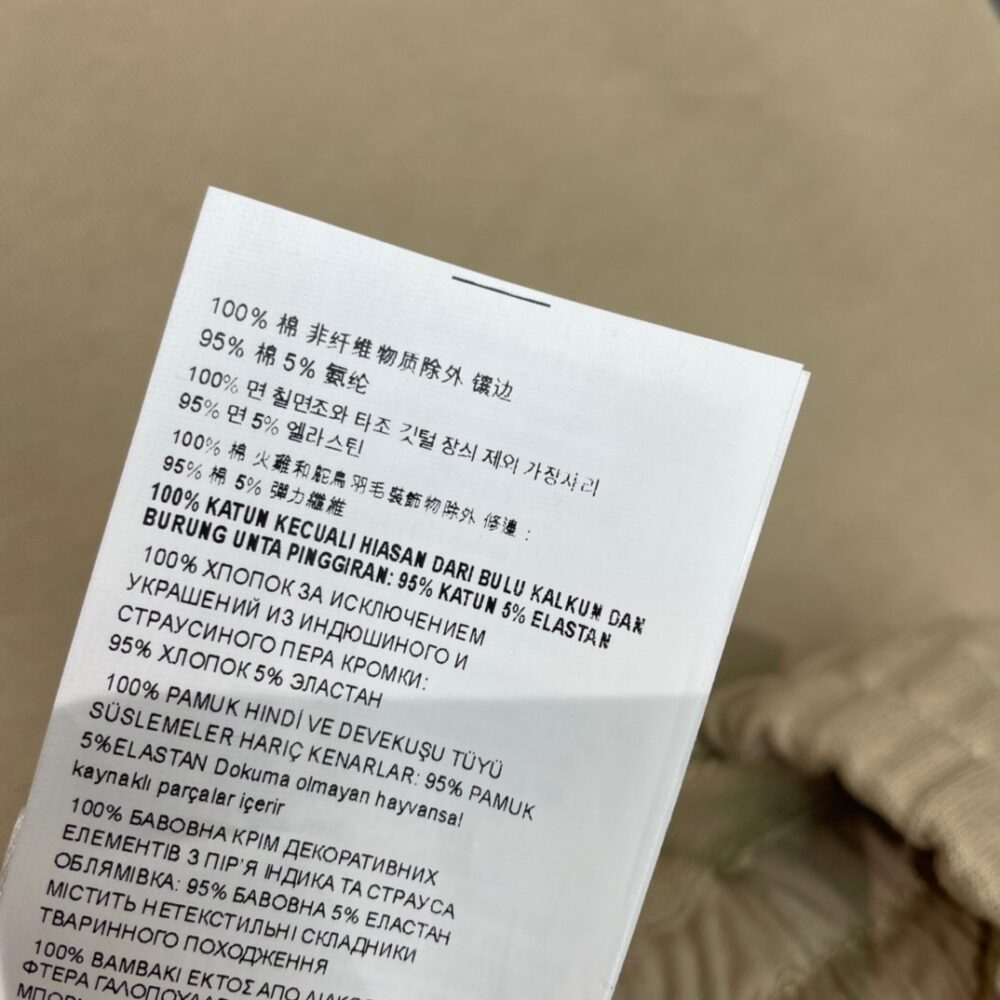 100% 棉 非纤维物质除外 镶边
95% 棉 5% 氨纶
100% 면 칠면조와 타조 깃털 장식 제외 가장자리
95% 면 5% 엘라스틴
100% 棉 火雞和鴕鳥羽毛裝飾物除外 修邊：
95% 棉 5% 彈力纖維
100% KATUN KECUALI HIASAN DARI BULU KALKUN DAN
BURUNG UNTA PINGGIRAN: 95% KATUN 5% ELASTAN
100% ХЛОПОК ЗА ИСКЛЮЧЕНИЕМ
УКРАШЕНИЙ ИЗ ИНДЮШИНОГО И
СТРАУСИНОГО ПЕРА КРОМКИ:
95% ХЛОПОК 5% ЭЛАСТАН
100% PAMUK HINDİ VE DEVEKUŞU TÜYÜ
SÜSLEMELER HARİÇ KENARLAR: 95% PAMUK
5%ELASTAN Dokuma olmayan hayvansal
kaynaklı parçalar içerir
100% БАВОВНА КРІМ ДЕКОРАТИВНИХ
ЕЛЕМЕНТІВ З ПІР'Я ІНДИКА ТА СТРАУСА
ОБЛЯМІВКА: 95% БАВОВНА 5% ЕЛАСТАН
МІСТИТЬ НЕТЕКСТИЛЬНІ СКЛАДНИКИ
ТВАРИННОГО ПОХОДЖЕННЯ
100% ΒΑΜΒΑΚΙ ΕΚΤΟΣ ΑΠΟ
ΦΤΕΡΑ